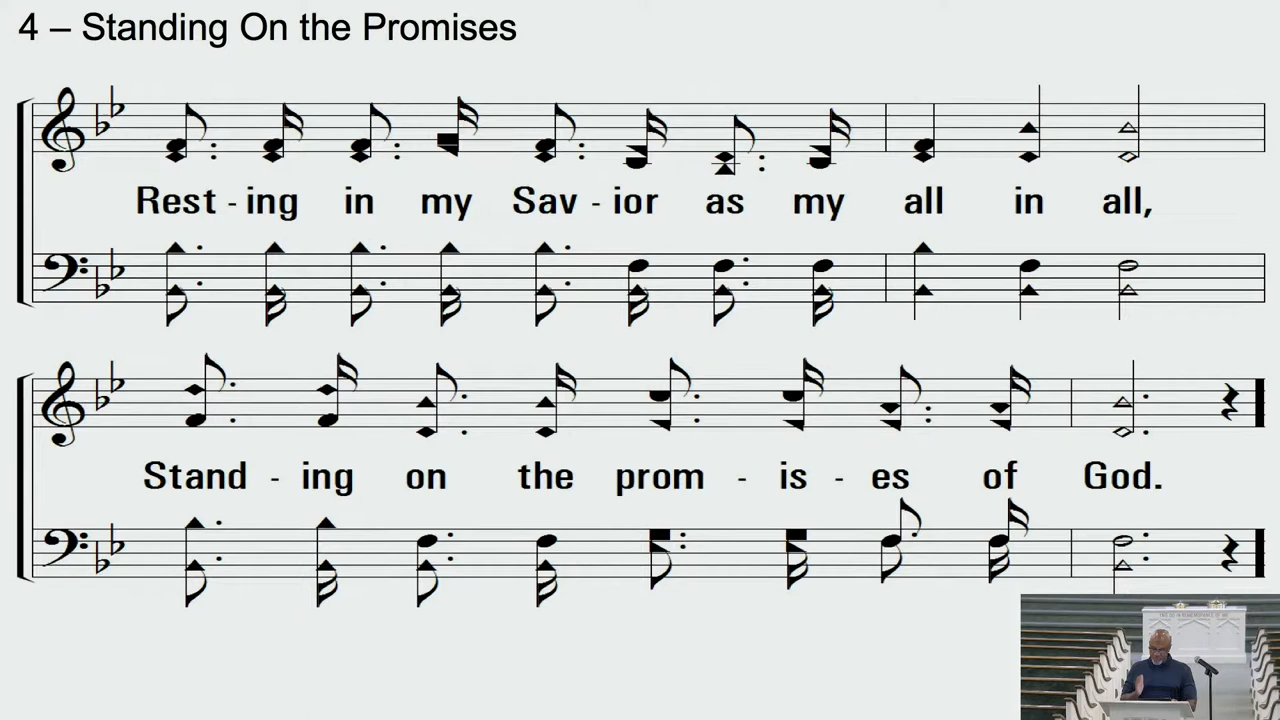 4 – Standing On the Promises
Rest - ing in my Sav - ior as my all in all,
Stand - ing on the prom - is - es of God.